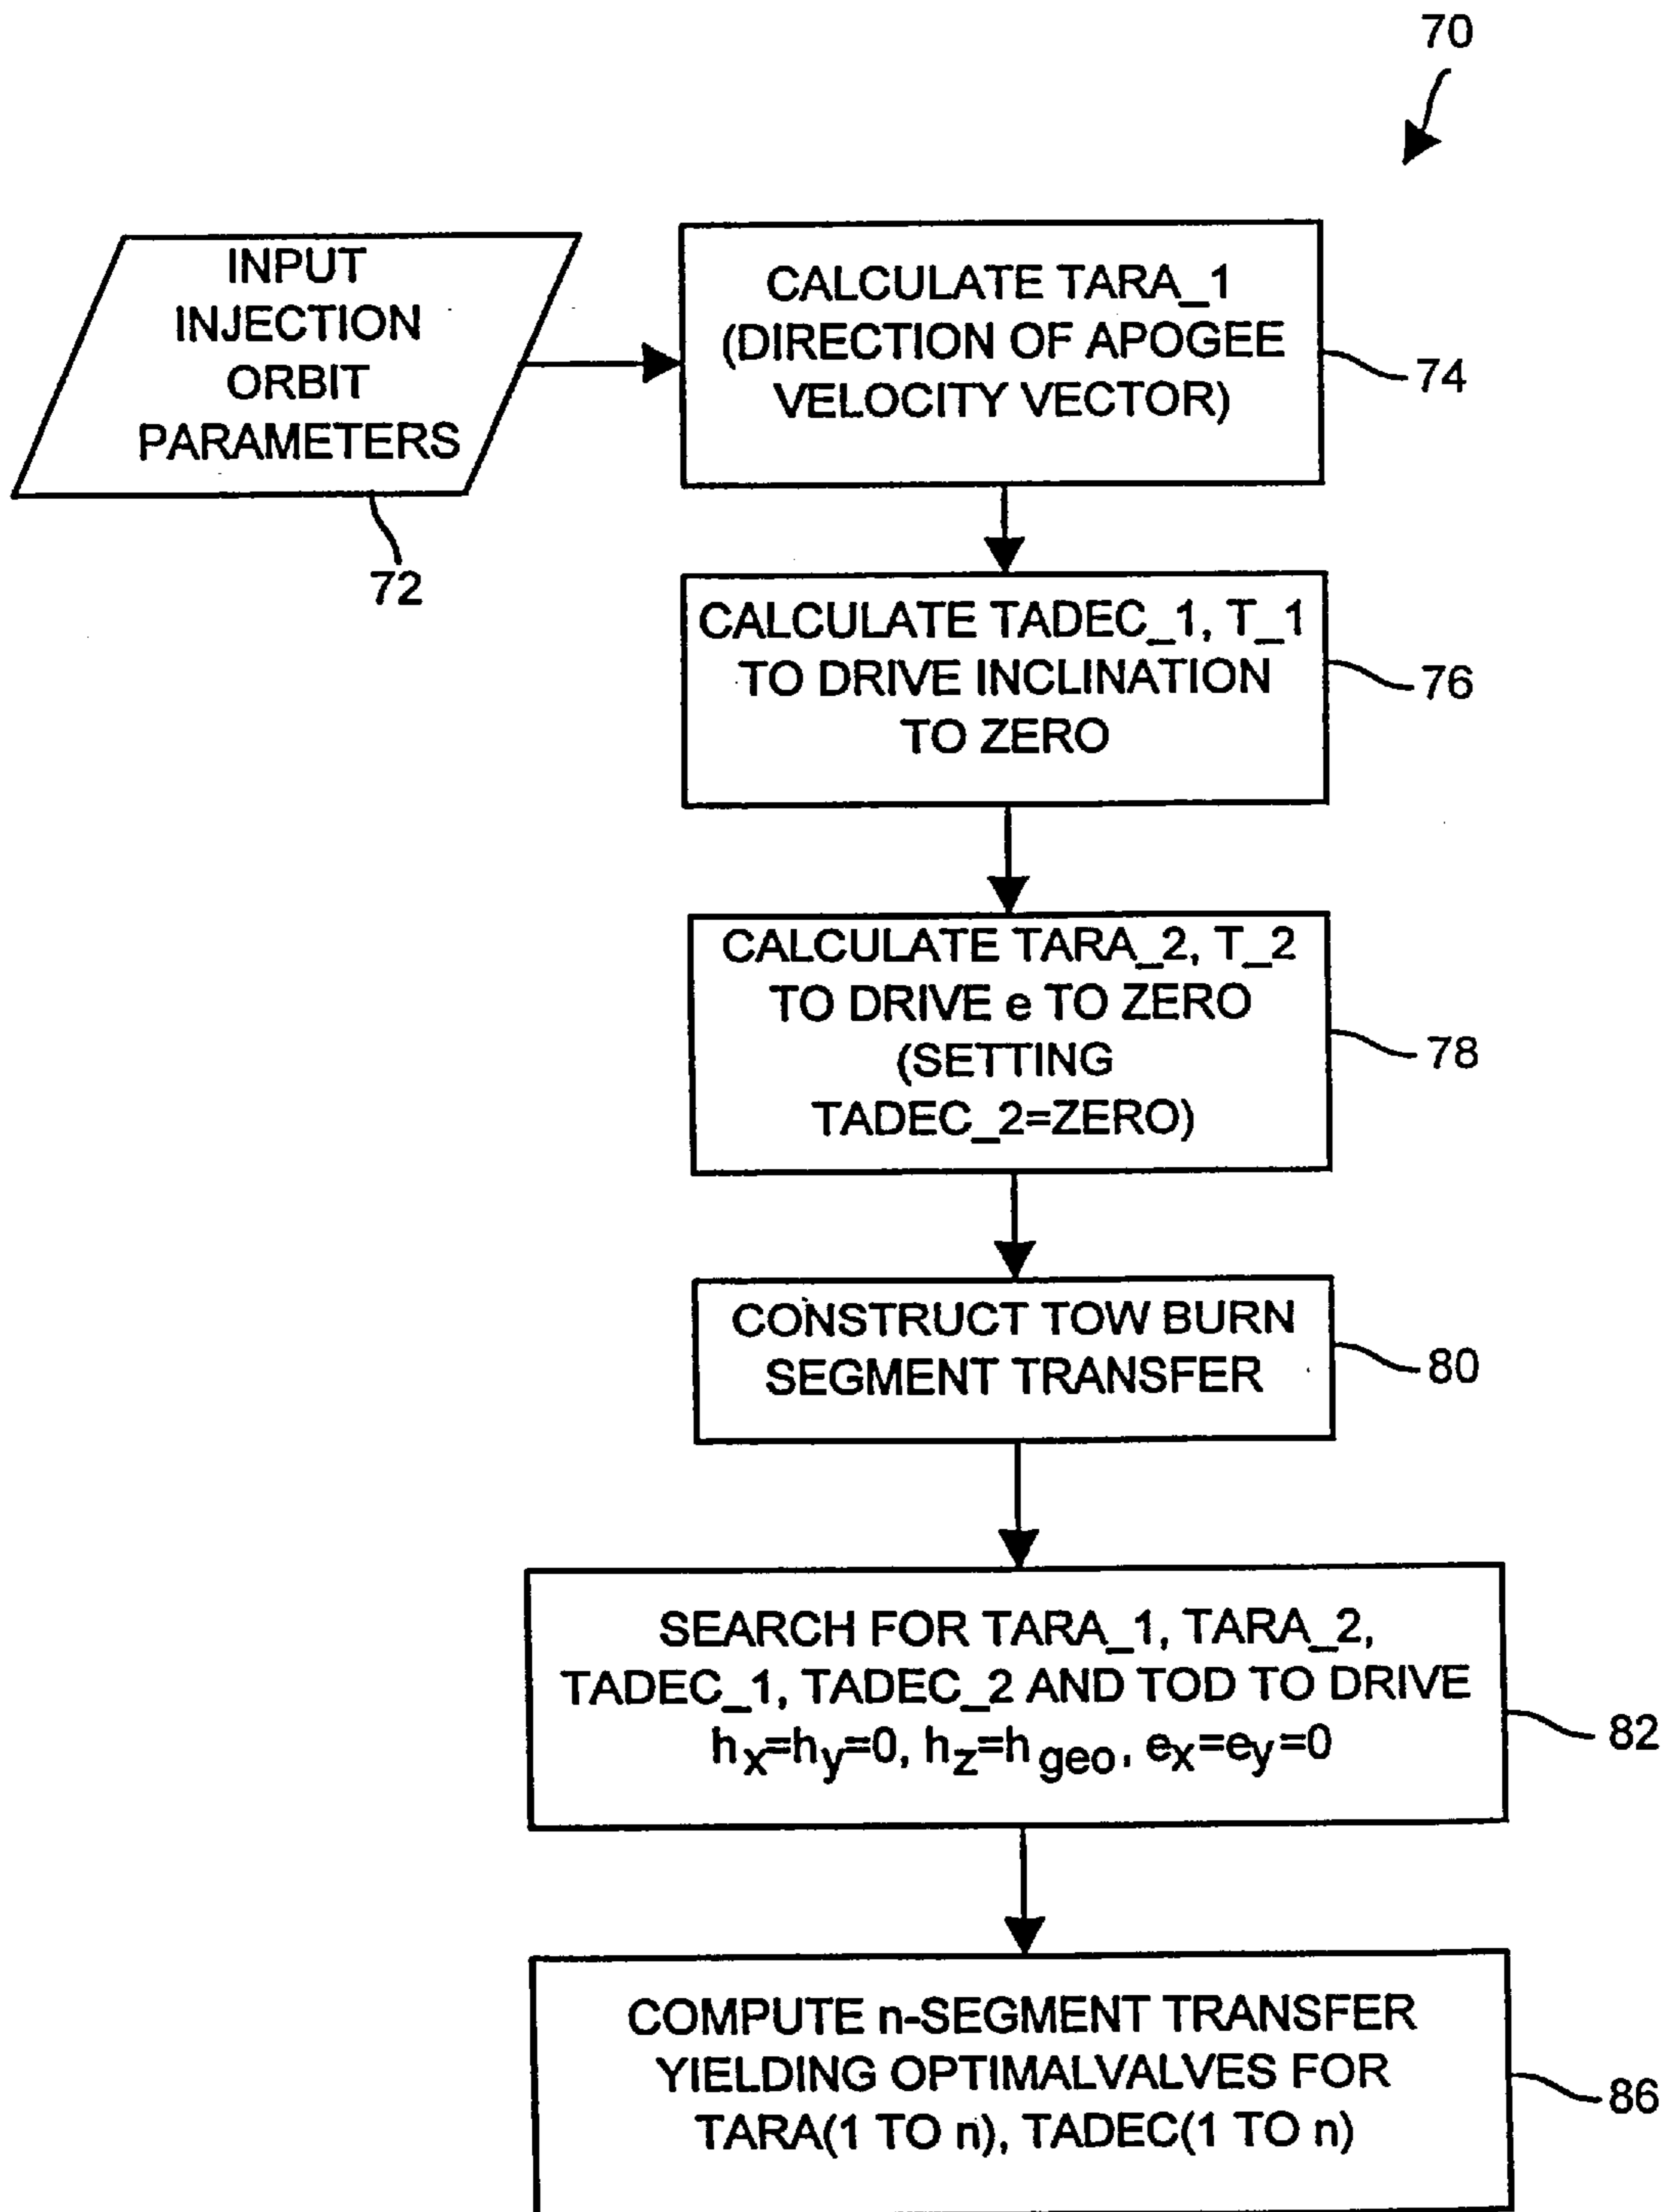 70
INPUT
INJECTION
ORBIT
PARAMETERS
72
CALCULATE TARA_1
(DIRECTION OF APOGEE
VELOCITY VECTOR)
74
CALCULATE TADEC_1, T_1
TO DRIVE INCLINATION
TO ZERO
76
CALCULATE TARA_2, T_2
TO DRIVE e TO ZERO
(SETTING
TADEC_2=ZERO)
78
CONSTRUCT TOW BURN
SEGMENT TRANSFER
80
SEARCH FOR TARA_1, TARA_2,
TADEC_1, TADEC_2 AND TOD TO DRIVE
hx=hy=0, hz=hgeo, ex=ey=0
82
COMPUTE n-SEGMENT TRANSFER
YIELDING OPTIMALVALVES FOR
TARA(1 TO n), TADEC(1 TO n)
86